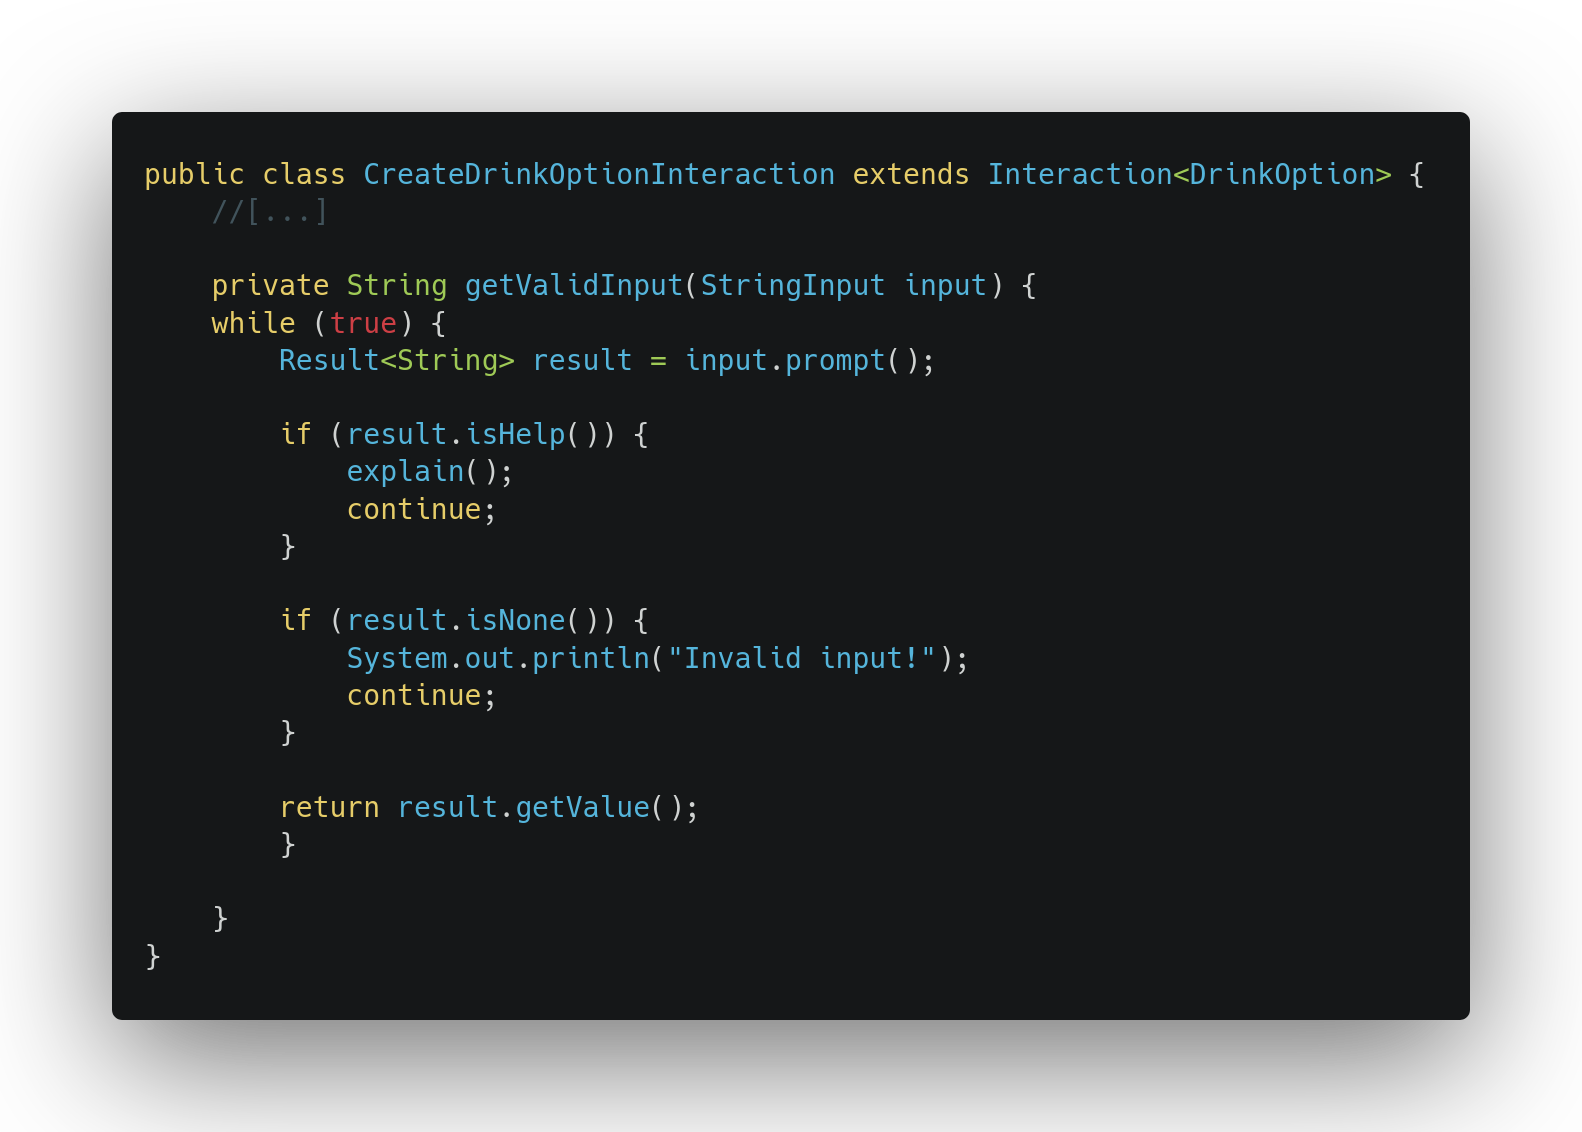 public class CreateDrinkOptionInteraction extends Interaction<DrinkOption> {
    //[...]

    private String getValidInput(StringInput input) {
    while (true) {
        Result<String> result = input.prompt();

        if (result.isHelp()) {
            explain();
            continue;
        }

        if (result.isNone()) {
            System.out.println("Invalid input!");
            continue;
        }

        return result.getValue();
        }

    }
}